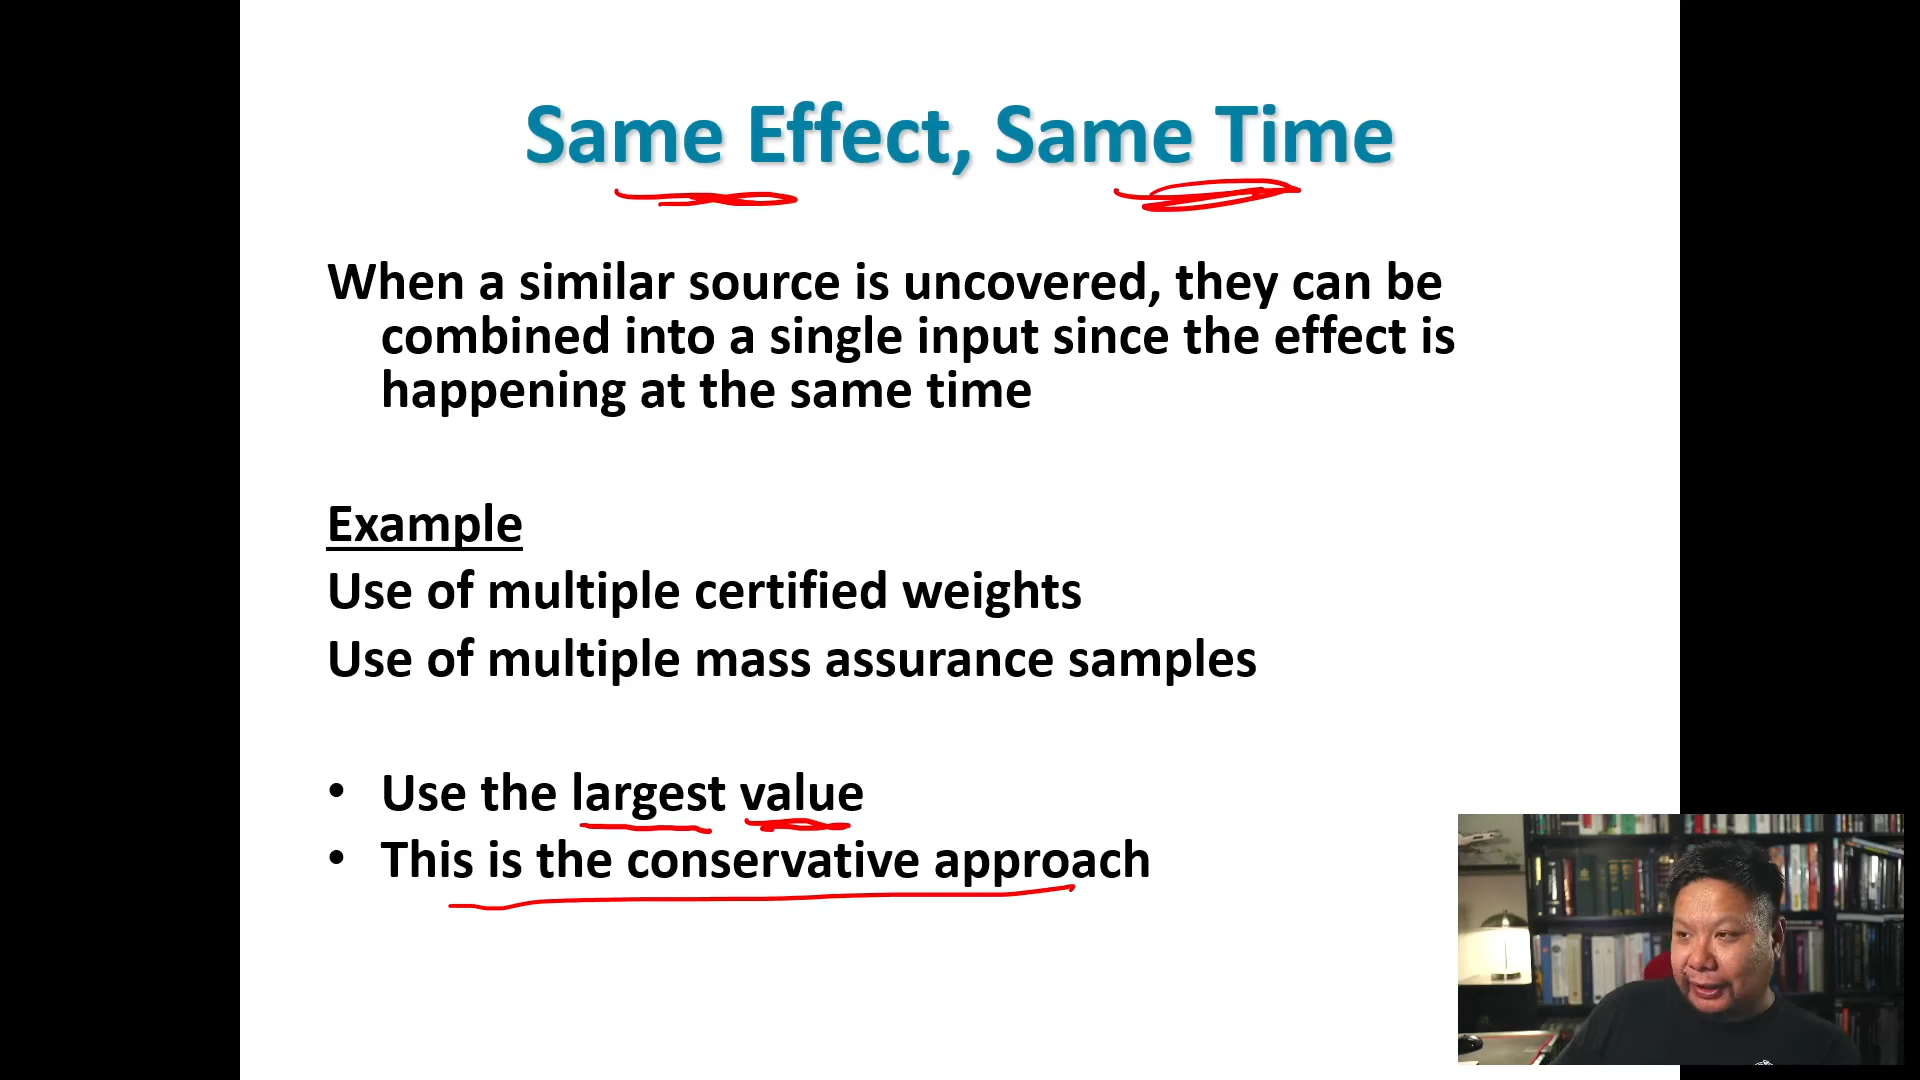 Same Effect, Same Time
When a similar source is uncovered, they can be
combined into a single input since the effect is
happening at the same time
Example
Use of multiple certified weights
Use of multiple mass assurance samples
• Use the largest value
• This is the conservative approach